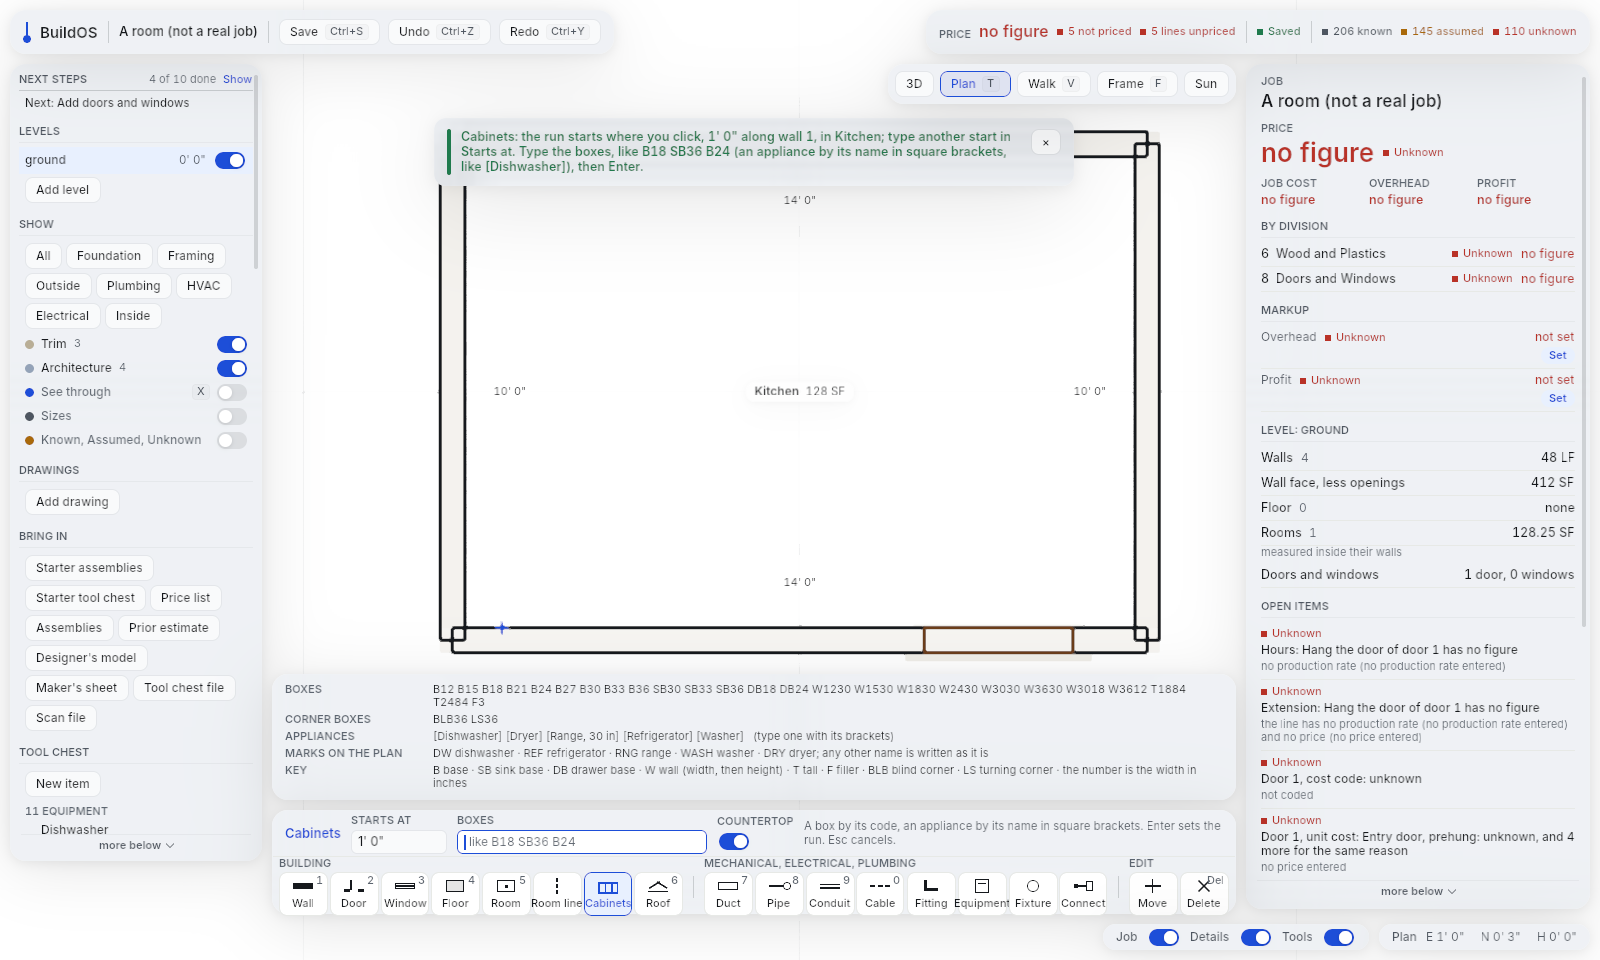 BuildOS
A room (not a real job)
Save Ctrl+S
Undo Ctrl+Z
Redo Ctrl+Y
PRICE no figure 5 not priced 5 lines unpriced Saved 206 known 145 assumed 110 unknown
3D
Plan T
Walk V
Frame F
Sun
NEXT STEPS 4 of 10 done Show
Next: Add doors and windows
LEVELS
ground 0' 0"
Add level
SHOW
All Foundation Framing
Outside Plumbing HVAC
Electrical Inside
Trim 3
Architecture 4
See through X
Sizes
Known, Assumed, Unknown
DRAWINGS
Add drawing
BRING IN
Starter assemblies
Starter tool chest Price list
Assemblies Prior estimate
Designer's model
Maker's sheet Tool chest file
Scan file
TOOL CHEST
New item
11 EQUIPMENT
Dishwasher
more below
Cabinets: the run starts where you click, 1' 0" along wall 1, in Kitchen; type another start in
Starts at. Type the boxes, like B18 SB36 B24 (an appliance by its name in square brackets,
like [Dishwasher]), then Enter.
×
14' 0"
10' 0"
Kitchen 128 SF
10' 0"
14' 0"
BOXES B12 B15 B18 B21 B24 B27 B30 B33 B36 SB30 SB33 SB36 DB18 DB24 W1230 W1530 W1830 W2430 W3030 W3630 W3018 W3612 T1884
T2484 F3
CORNER BOXES BLB36 LS36
APPLIANCES [Dishwasher] [Dryer] [Range, 30 in] [Refrigerator] [Washer] (type one with its brackets)
MARKS ON THE PLAN DW dishwasher · REF refrigerator · RNG range · WASH washer · DRY dryer; any other name is written as it is
KEY B base · SB sink base · DB drawer base · W wall (width, then height) · T tall · F filler · BLB blind corner · LS turning corner · the number is the width in
inches
Cabinets
STARTS AT
1' 0"
BOXES
like B18 SB36 B24
COUNTERTOP
A box by its code, an appliance by its name in square brackets. Enter sets the
run. Esc cancels.
BUILDING
Wall 1
Door 2
Window 3
Floor 4
Room 5
Room line
Cabinets
Roof 6
MECHANICAL, ELECTRICAL, PLUMBING
Duct 7
Pipe 8
Conduit 9
Cable 0
Fitting
Equipment
Fixture
Connect
EDIT
Move
Delete Del
JOB
A room (not a real job)
PRICE
no figure Unknown
JOB COST OVERHEAD PROFIT
no figure no figure no figure
BY DIVISION
6 Wood and Plastics Unknown no figure
8 Doors and Windows Unknown no figure
MARKUP
Overhead Unknown not set
Set
Profit Unknown not set
Set
LEVEL: GROUND
Walls 4 48 LF
Wall face, less openings 412 SF
Floor 0 none
Rooms 1 128.25 SF
measured inside their walls
Doors and windows 1 door, 0 windows
OPEN ITEMS
Unknown
Hours: Hang the door of door 1 has no figure
no production rate (no production rate entered)
Unknown
Extension: Hang the door of door 1 has no figure
the line has no production rate (no production rate entered)
and no price (no price entered)
Unknown
Door 1, cost code: unknown
not coded
Unknown
Door 1, unit cost: Entry door, prehung: unknown, and 4
more for the same reason
no price entered
more below
Job Details Tools
Plan E 1' 0" N 0' 3" H 0' 0"